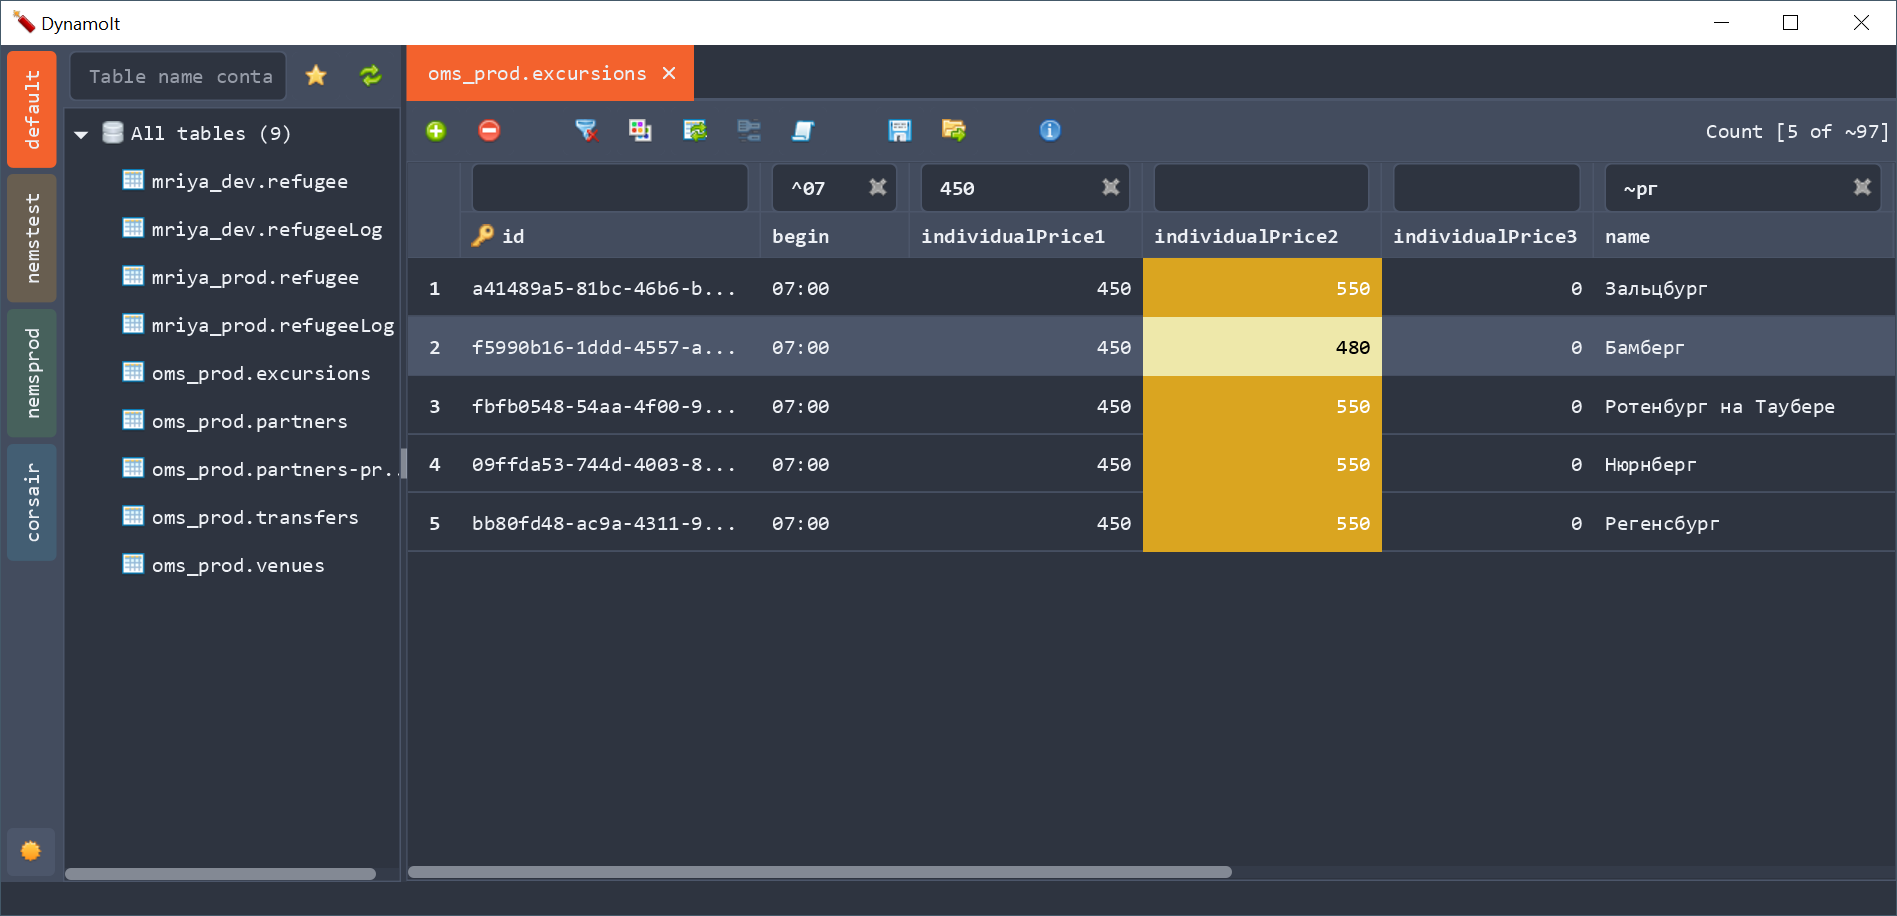 DynamoIt
default
nemstest
nemsprod
corsair
Table name conta
All tables (9)
mriya_dev.refugee
mriya_dev.refugeeLog
mriya_prod.refugee
mriya_prod.refugeeLog
oms_prod.excursions
oms_prod.partners
oms_prod.partners-pr..
oms_prod.transfers
oms_prod.venues
oms_prod.excursions
Count [5 of ~97]
^07 450 ~рг
id begin individualPrice1 individualPrice2 individualPrice3 name
1 a41489a5-81bc-46b6-b... 07:00 450 550 0 Зальцбург
2 f5990b16-1ddd-4557-a... 07:00 450 480 0 Бамберг
3 fbfb0548-54aa-4f00-9... 07:00 450 550 0 Ротенбург на Таубере
4 09ffda53-744d-4003-8... 07:00 450 550 0 Нюрнберг
5 bb80fd48-ac9a-4311-9... 07:00 450 550 0 Регенсбург